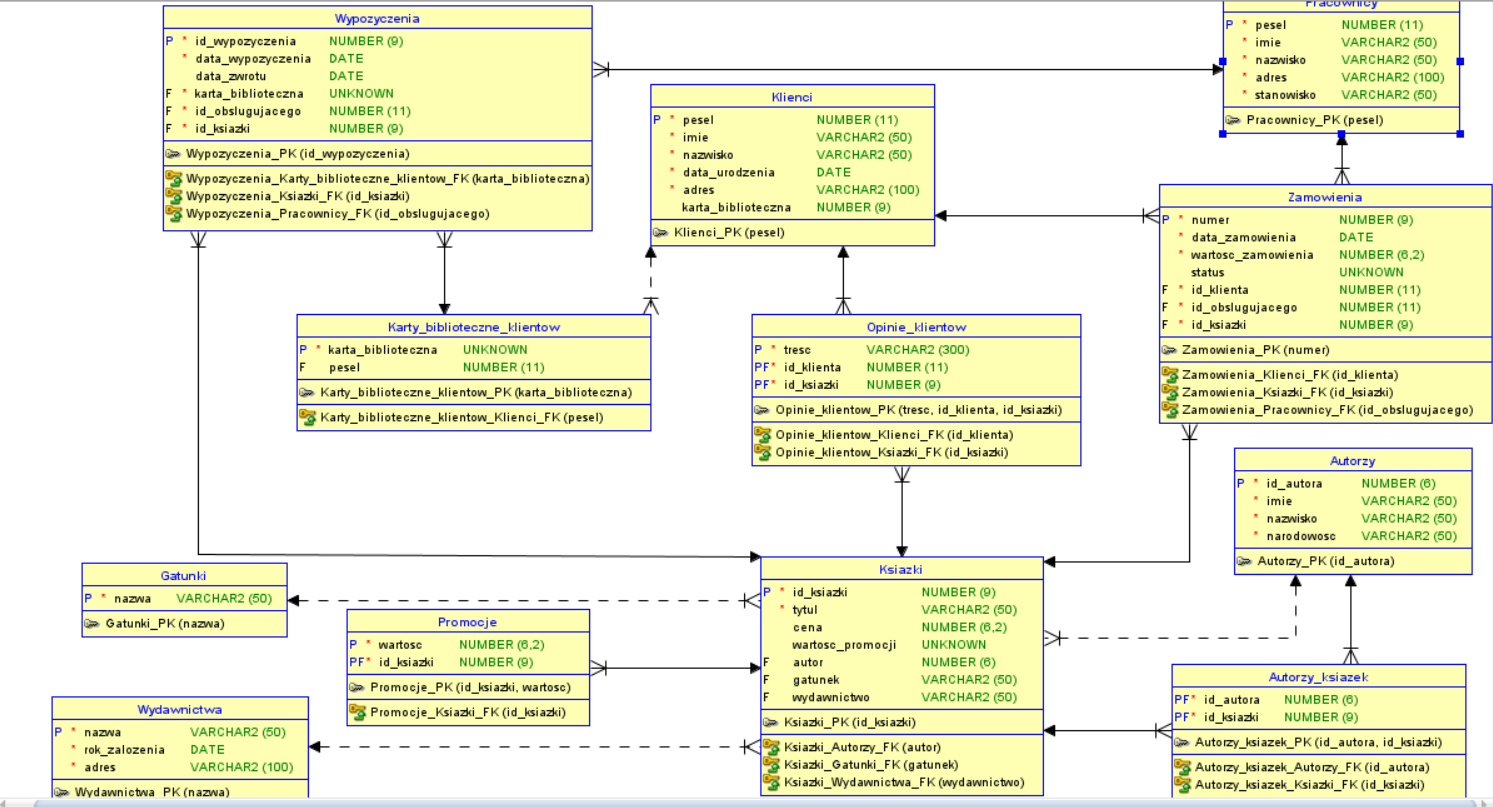 Wypozyczenia
P * id_wypozyczenia NUMBER (9)
* data_wypozyczenia DATE
data_zwrotu DATE
F * karta_biblioteczna UNKNOWN
F * id_obslugujacego NUMBER (11)
F * id_ksiazki NUMBER (9)
Wypozyczenia_PK (id_wypozyczenia)
Wypozyczenia_Karty_biblioteczne_klientow_FK (karta_biblioteczna)
Wypozyczenia_Ksiazki_FK (id_ksiazki)
Wypozyczenia_Pracownicy_FK (id_obslugujacego)
Pracownicy
P * pesel NUMBER (11)
* imie VARCHAR2 (50)
* nazwisko VARCHAR2 (50)
* adres VARCHAR2 (100)
* stanowisko VARCHAR2 (50)
Pracownicy_PK (pesel)
Klienci
P * pesel NUMBER (11)
* imie VARCHAR2 (50)
* nazwisko VARCHAR2 (50)
* data_urodzenia DATE
* adres VARCHAR2 (100)
karta_biblioteczna NUMBER (9)
Klienci_PK (pesel)
Zamowienia
P * numer NUMBER (9)
* data_zamowienia DATE
* wartosc_zamowienia NUMBER (6,2)
status UNKNOWN
F * id_klienta NUMBER (11)
F * id_obslugujacego NUMBER (11)
F * id_ksiazki NUMBER (9)
Zamowienia_PK (numer)
Zamowienia_Klienci_FK (id_klienta)
Zamowienia_Ksiazki_FK (id_ksiazki)
Zamowienia_Pracownicy_FK (id_obslugujacego)
Karty_biblioteczne_klientow
P * karta_biblioteczna UNKNOWN
F pesel NUMBER (11)
Karty_biblioteczne_klientow_PK (karta_biblioteczna)
Karty_biblioteczne_klientow_Klienci_FK (pesel)
Opinie_klientow
P * tresc VARCHAR2 (300)
PF* id_klienta NUMBER (11)
PF* id_ksiazki NUMBER (9)
Opinie_klientow_PK (tresc, id_klienta, id_ksiazki)
Opinie_klientow_Klienci_FK (id_klienta)
Opinie_klientow_Ksiazki_FK (id_ksiazki)
Autorzy
P * id_autora NUMBER (6)
* imie VARCHAR2 (50)
* nazwisko VARCHAR2 (50)
* narodowosc VARCHAR2 (50)
Autorzy_PK (id_autora)
Gatunki
P * nazwa VARCHAR2 (50)
Gatunki_PK (nazwa)
Ksiazki
P * id_ksiazki NUMBER (9)
* tytul VARCHAR2 (50)
cena NUMBER (6,2)
wartosc_promocji UNKNOWN
F autor NUMBER (6)
F gatunek VARCHAR2 (50)
F wydawnictwo VARCHAR2 (50)
Ksiazki_PK (id_ksiazki)
Ksiazki_Autorzy_FK (autor)
Ksiazki_Gatunki_FK (gatunek)
Ksiazki_Wydawnictwa_FK (wydawnictwo)
Promocje
P * wartosc NUMBER (6,2)
PF* id_ksiazki NUMBER (9)
Promocje_PK (id_ksiazki, wartosc)
Promocje_Ksiazki_FK (id_ksiazki)
Autorzy_ksiazek
PF* id_autora NUMBER (6)
PF* id_ksiazki NUMBER (9)
Autorzy_ksiazek_PK (id_autora, id_ksiazki)
Autorzy_ksiazek_Autorzy_FK (id_autora)
Autorzy_ksiazek_Ksiazki_FK (id_ksiazki)
Wydawnictwa
P * nazwa VARCHAR2 (50)
* rok_zalozenia DATE
* adres VARCHAR2 (100)
Wydawnictwa_PK (nazwa)